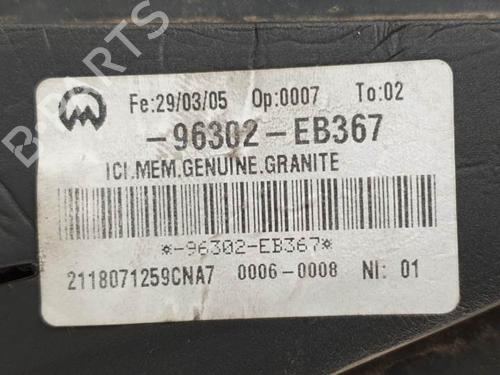 Fe:29/03/05 Op:0007 To:02
-96302-EB367
ICI.MEM.GENUINE.GRANITE
*-96302-EB367*
2118071259CNA7 0006-0008 NI: 01
B-PARTS